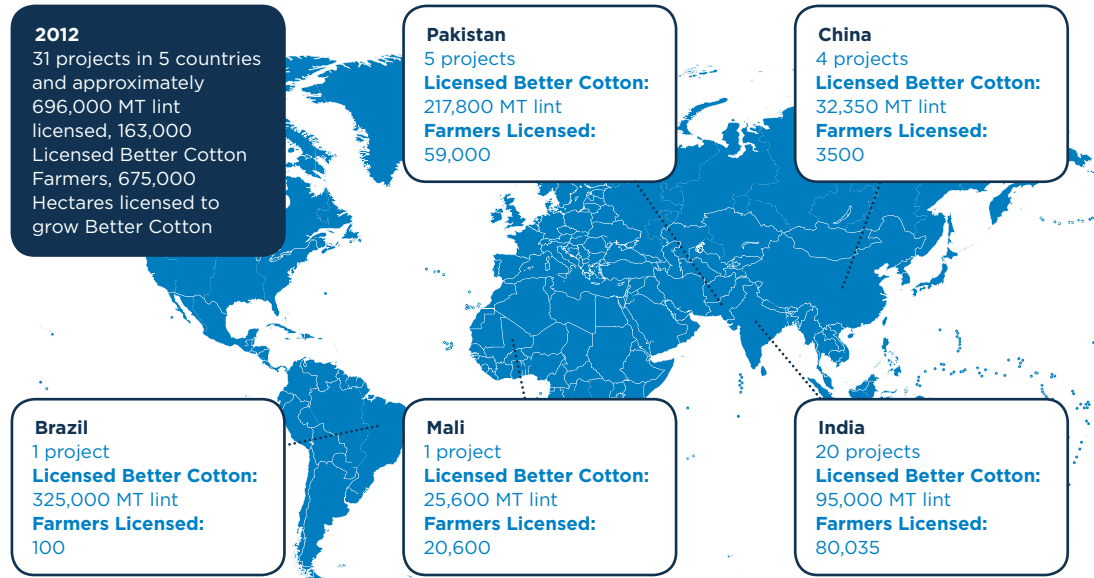 2012
31 projects in 5 countries
and approximately
696,000 MT lint
licensed, 163,000
Licensed Better Cotton
Farmers, 675,000
Hectares licensed to
grow Better Cotton
Pakistan
5 projects
Licensed Better Cotton:
217,800 MT lint
Farmers Licensed:
59,000
China
4 projects
Licensed Better Cotton:
32,350 MT lint
Farmers Licensed:
3500
Brazil
1 project
Licensed Better Cotton:
325,000 MT lint
Farmers Licensed:
100
Mali
1 project
Licensed Better Cotton:
25,600 MT lint
Farmers Licensed:
20,600
India
20 projects
Licensed Better Cotton:
95,000 MT lint
Farmers Licensed:
80,035